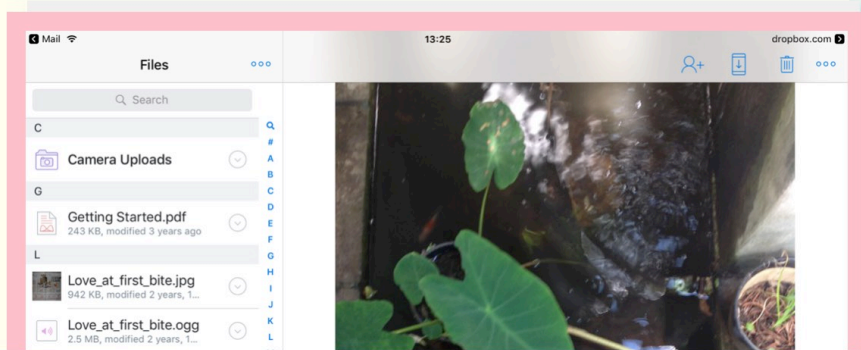 Mail 13:25 dropbox.com
Files
Search
C
Camera Uploads
G
Getting Started.pdf
243 KB, modified 3 years ago
L
Love_at_first_bite.jpg
942 KB, modified 2 years, 1...
Love_at_first_bite.ogg
2.5 MB, modified 2 years, 1...
#
A
B
C
D
E
F
G
H
I
J
K
L